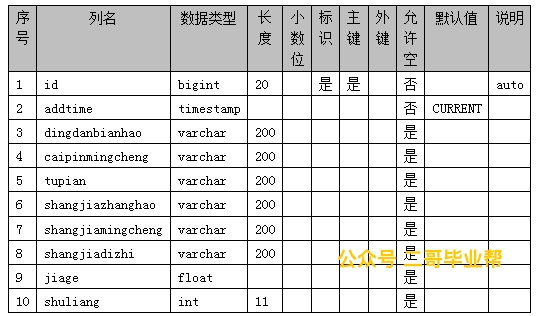 序号 列名 数据类型 长度 小数位 标识 主键 外键 允许空 默认值 说明
1 id bigint 20 是 是 否 auto
2 addtime timestamp 否 CURRENT
3 dingdanbianhao varchar 200 是
4 caipinmingcheng varchar 200 是
5 tupian varchar 200 是
6 shangjiazhanghao varchar 200 是
7 shangjiamingcheng varchar 200 是
8 shangjiadizhi varchar 200 是
公众号 二哥毕业帮
9 jiage float 是
10 shuliang int 11 是